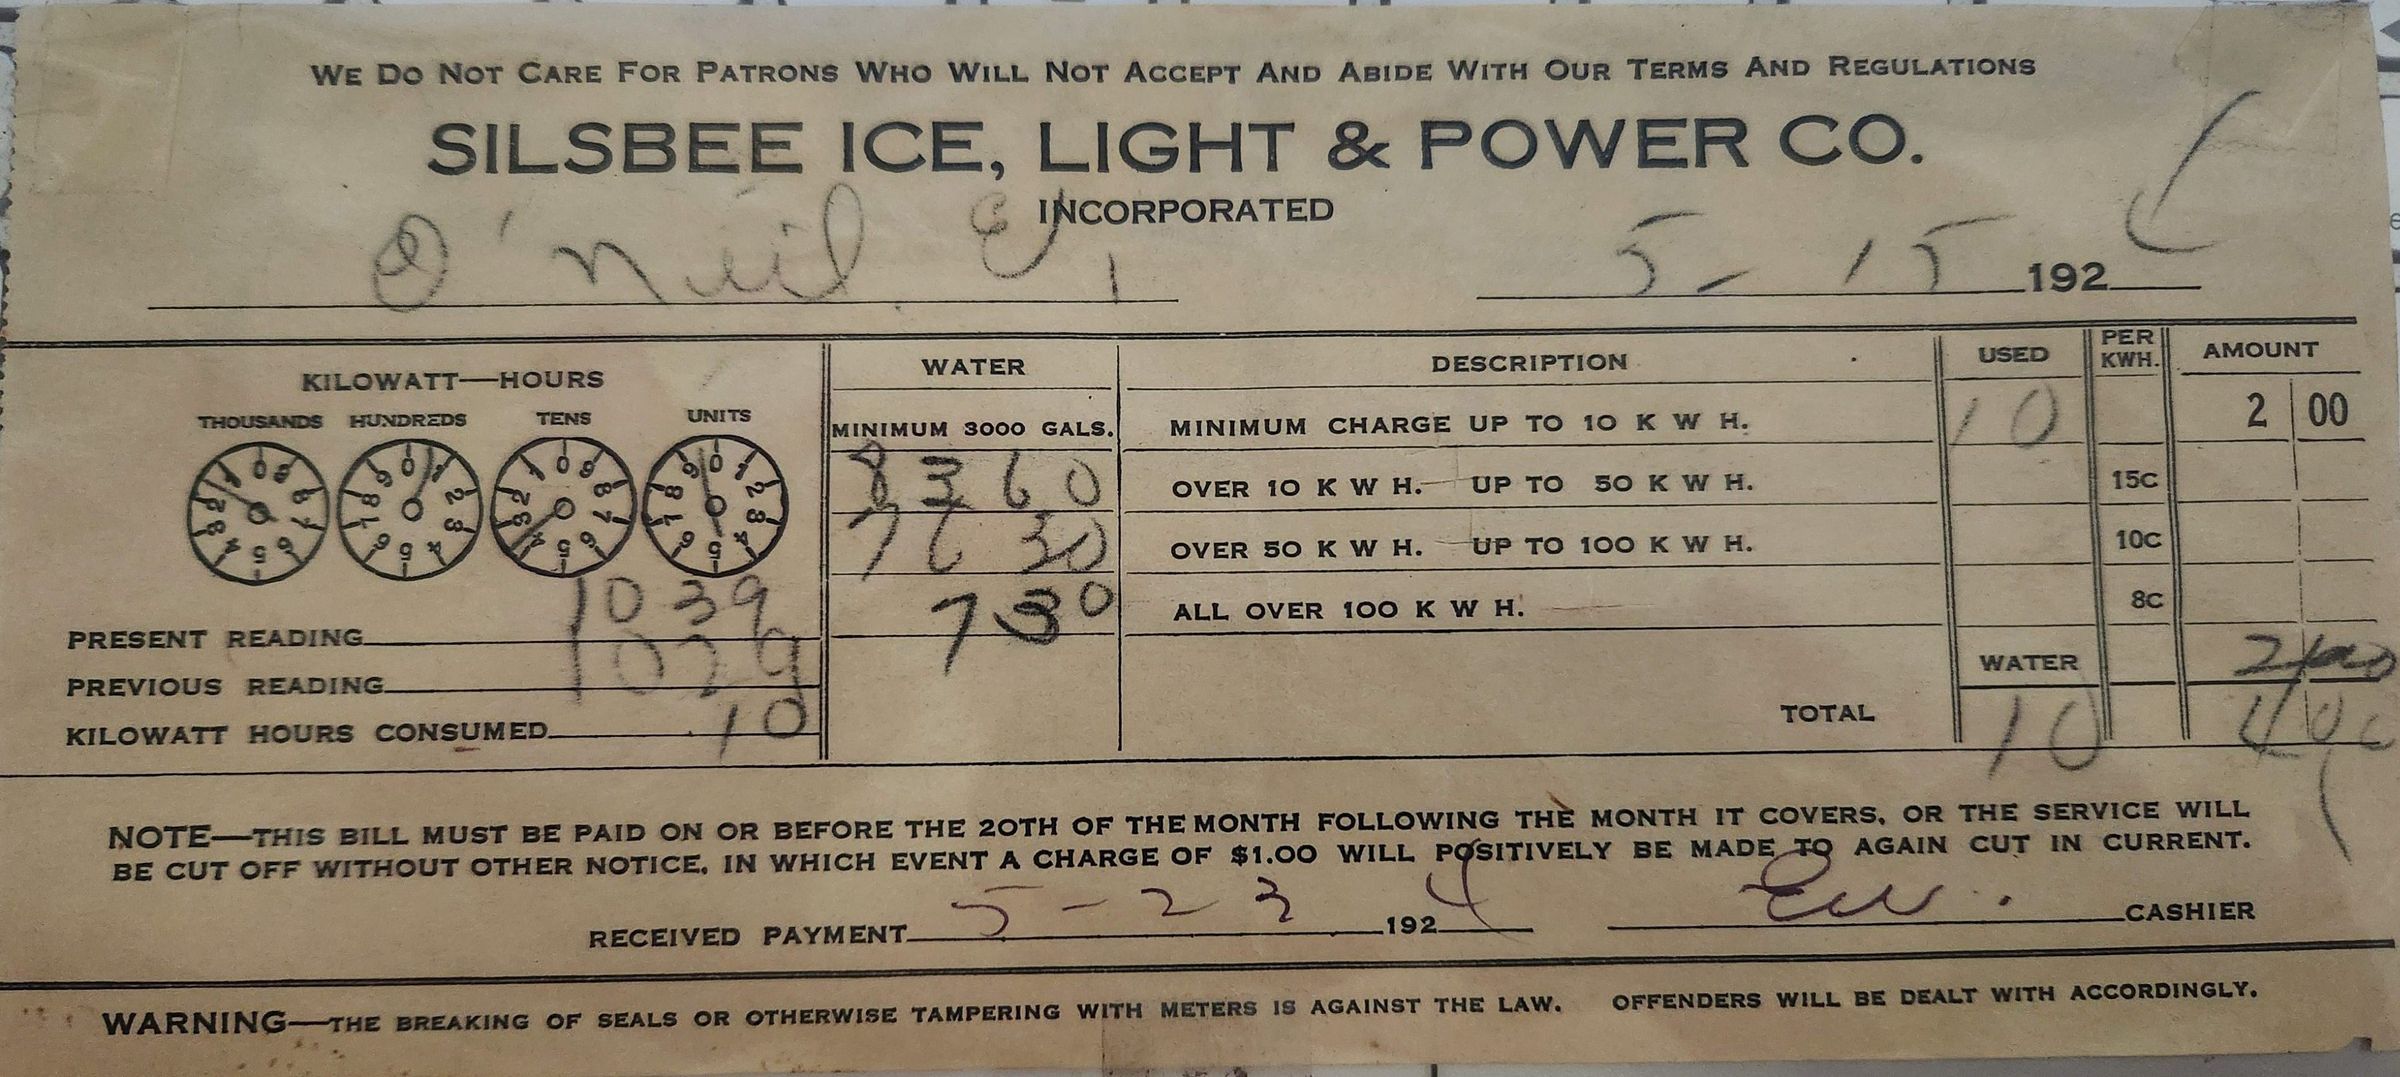 WE DO NOT CARE FOR PATRONS WHO WILL NOT ACCEPT AND ABIDE WITH OUR TERMS AND REGULATIONS
SILSBEE ICE, LIGHT & POWER CO.
INCORPORATED
O'Neil, E. 5-15 192
KILOWATT—HOURS WATER DESCRIPTION USED PER KWH. AMOUNT
THOUSANDS HUNDREDS TENS UNITS
MINIMUM 3000 GALS. MINIMUM CHARGE UP TO 10 K W H. 10 2 00
8360 OVER 10 K W H. UP TO 50 K W H. 15C
7630 OVER 50 K W H. UP TO 100 K W H. 10C
730 ALL OVER 100 K W H. 8C
PRESENT READING 1039
WATER 2 00
PREVIOUS READING 1029
TOTAL 10 4 00
KILOWATT HOURS CONSUMED 10
NOTE—THIS BILL MUST BE PAID ON OR BEFORE THE 20TH OF THE MONTH FOLLOWING THE MONTH IT COVERS, OR THE SERVICE WILL
BE CUT OFF WITHOUT OTHER NOTICE, IN WHICH EVENT A CHARGE OF $1.00 WILL POSITIVELY BE MADE TO AGAIN CUT IN CURRENT.
RECEIVED PAYMENT 5-23 1924 CASHIER
WARNING—THE BREAKING OF SEALS OR OTHERWISE TAMPERING WITH METERS IS AGAINST THE LAW. OFFENDERS WILL BE DEALT WITH ACCORDINGLY.